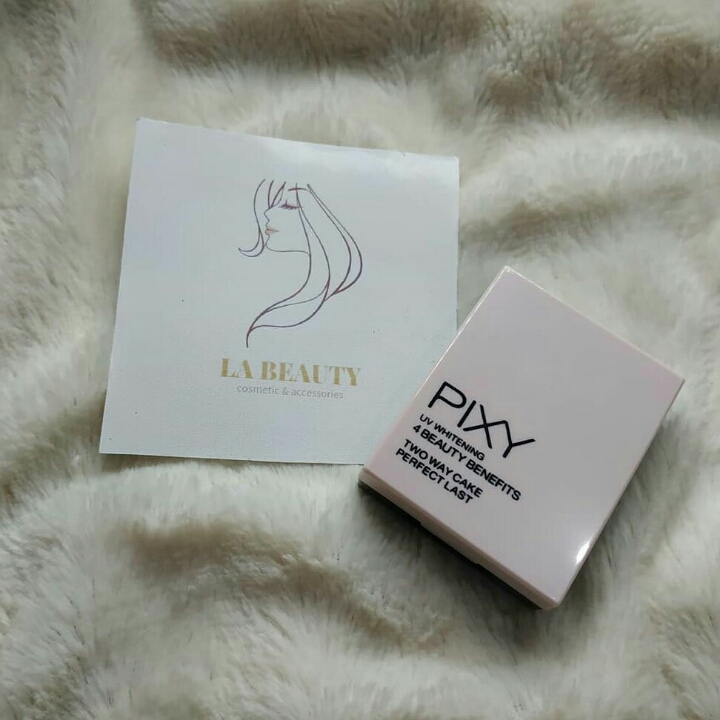 LA BEAUTY
cosmetic & accessories
PIXY
UV WHITENING
4 BEAUTY BENEFITS
TWO WAY CAKE
PERFECT LAST